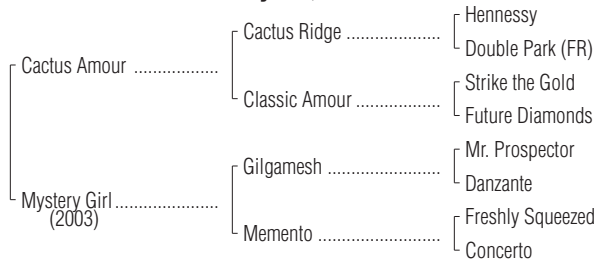 Hennessy
Cactus Ridge ..................
Double Park (FR)
Cactus Amour ..................
Strike the Gold
Classic Amour ................
Future Diamonds
Mr. Prospector
Gilgamesh ......................
Danzante
Mystery Girl ......................
(2003)
Freshly Squeezed
Memento ........................
Concerto